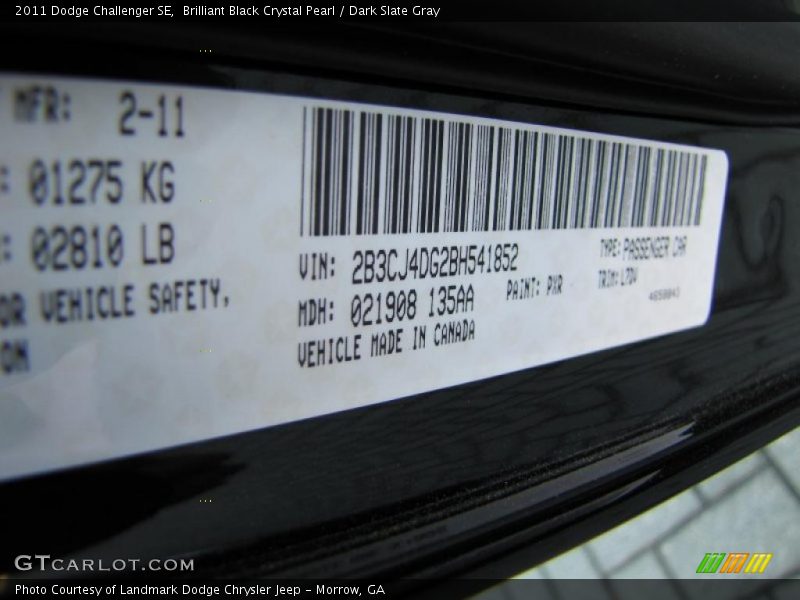 2011 Dodge Challenger SE, Brilliant Black Crystal Pearl / Dark Slate Gray
MFR: 2-11
: 01275 KG
: 02810 LB
OR VEHICLE SAFETY,
ON
VIN: 2B3CJ4DG2BH541852
TYPE: PASSENGER CAR
MDH: 021908 135AA
PAINT: PXR
TRIM: L7DV
VEHICLE MADE IN CANADA
GTCARLOT.COM
Photo Courtesy of Landmark Dodge Chrysler Jeep - Morrow, GA